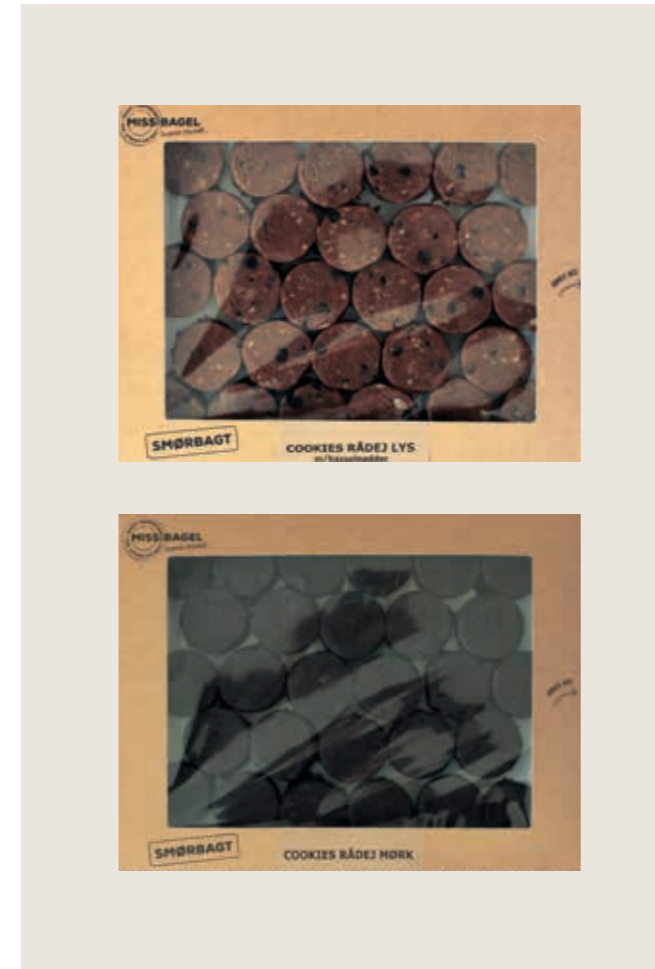 MISS BAGEL
SMØRBAGT
COOKIES RÅDEJ LYS
m/hasselnødder
MISS BAGEL
SMØRBAGT
COOKIES RÅDEJ MØRK